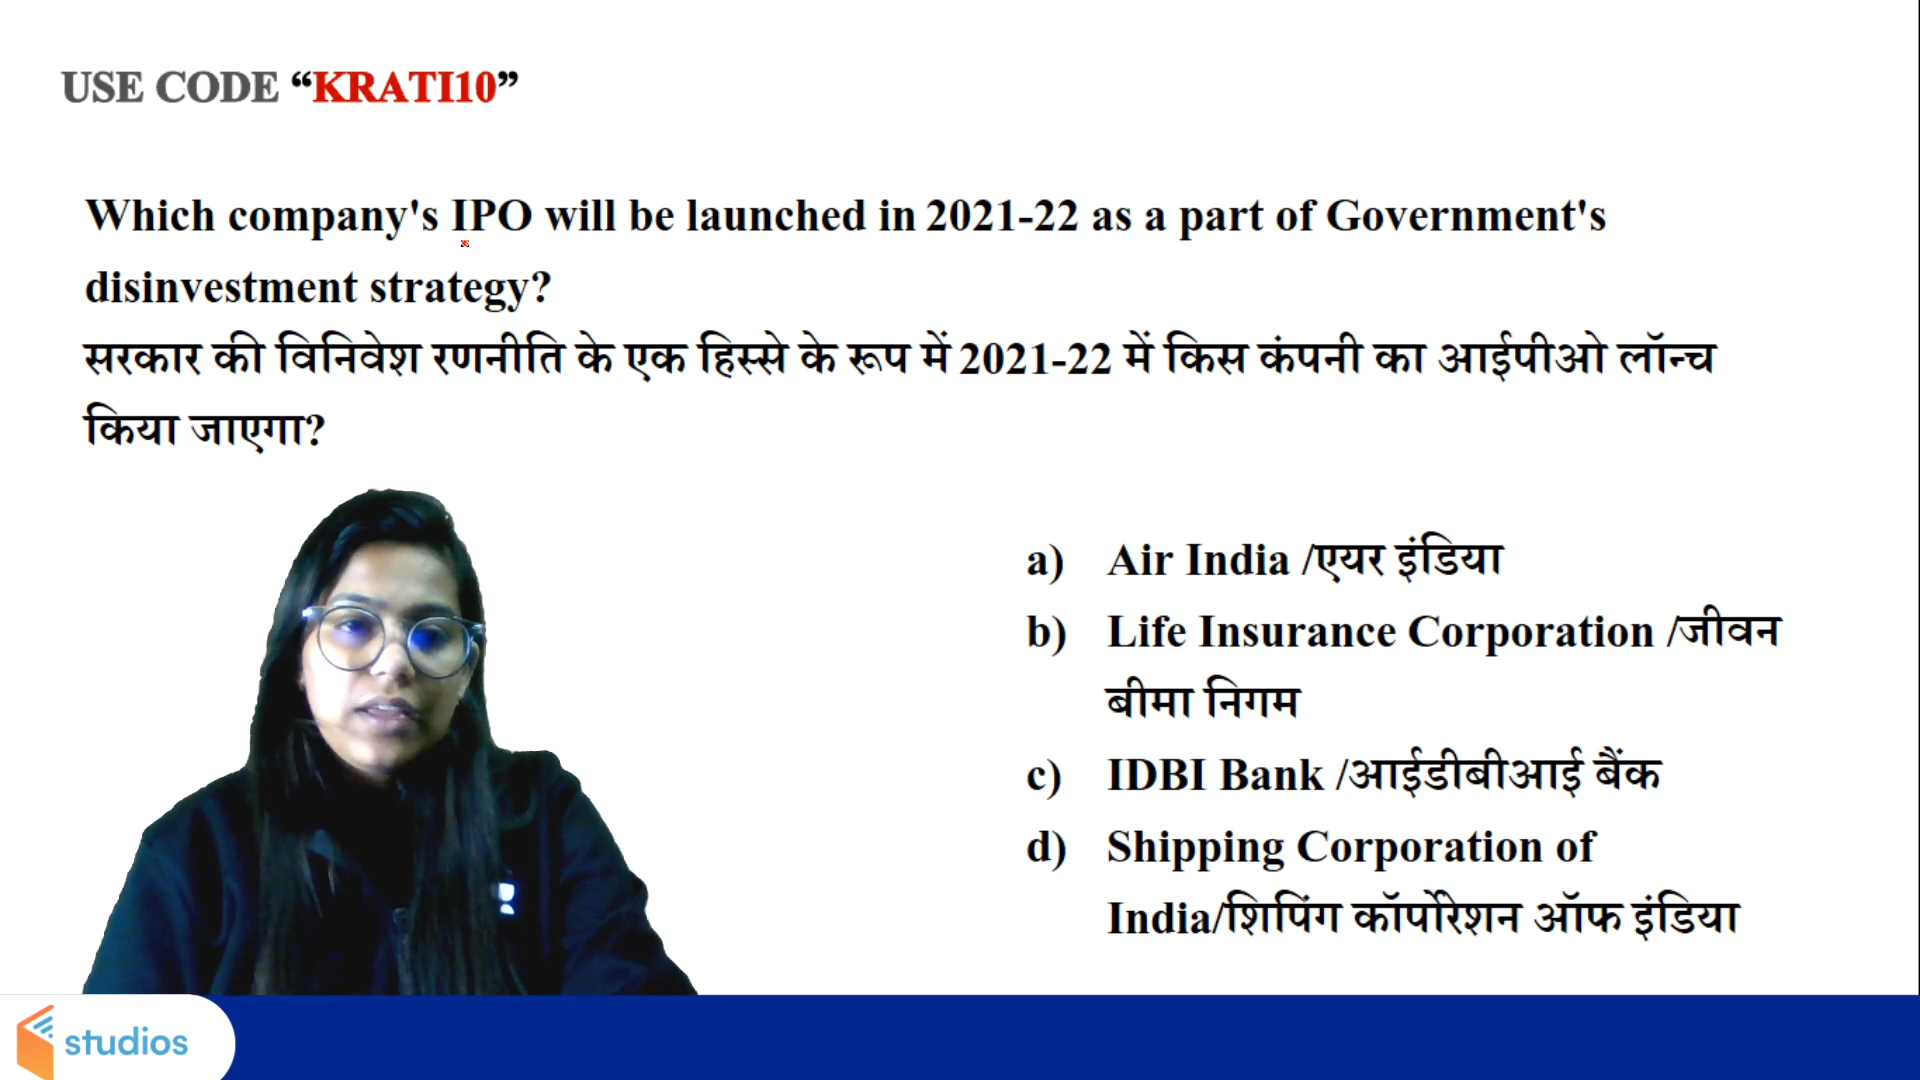 USE CODE “KRATI10”
Which company's IPO will be launched in 2021-22 as a part of Government's
disinvestment strategy?
सरकार की विनिवेश रणनीति के एक हिस्से के रूप में 2021-22 में किस कंपनी का आईपीओ लॉन्च
किया जाएगा?
a) Air India /एयर इंडिया
b) Life Insurance Corporation /जीवन
बीमा निगम
c) IDBI Bank /आईडीबीआई बैंक
d) Shipping Corporation of
India/शिपिंग कॉर्पोरेशन ऑफ इंडिया
studios